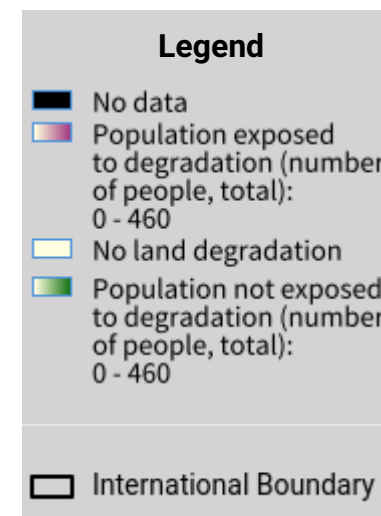 Legend
No data
Population exposed
to degradation (number
of people, total):
0 - 460
No land degradation
Population not exposed
to degradation (number
of people, total):
0 - 460
International Boundary